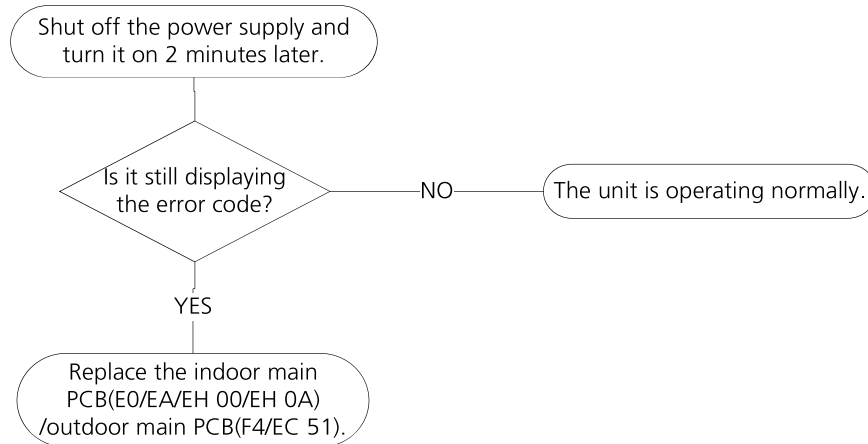 Shut off the power supply and
turn it on 2 minutes later.
Is it still displaying
the error code?
NO
The unit is operating normally.
YES
Replace the indoor main
PCB(E0/EA/EH 00/EH 0A)
/outdoor main PCB(F4/EC 51).